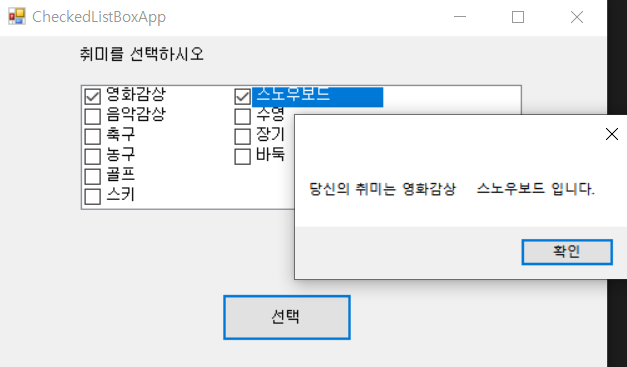 CheckedListBoxApp
취미를 선택하시오
영화감상 스노우보드
음악감상 수영
축구 장기
농구 바둑
골프
스키
당신의 취미는 영화감상 스노우보드 입니다.
확인
선택